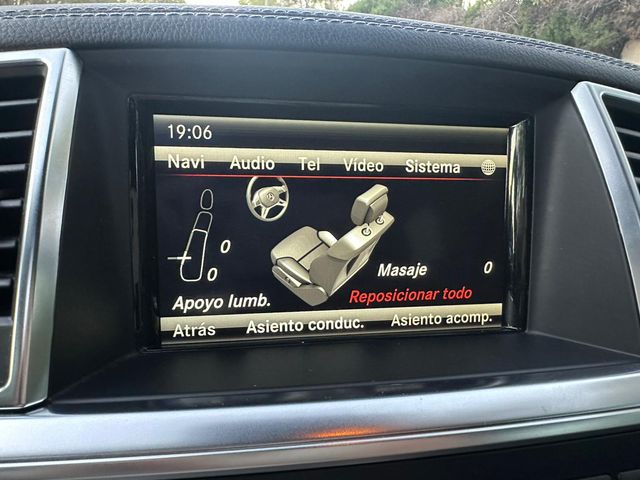 19:06
Navi Audio Tel Vídeo Sistema
0
0
Masaje 0
Apoyo lumb. Reposicionar todo
Atrás Asiento conduc. Asiento acomp.